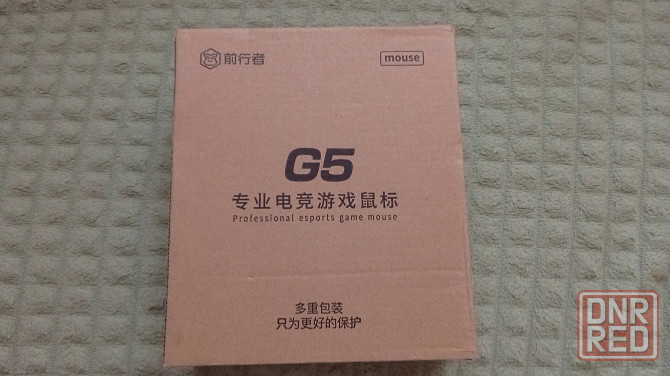 前行者
mouse
G5
专业电竞游戏鼠标
Professional esports game mouse
多重包装
只为更好的保护
DNR
RED